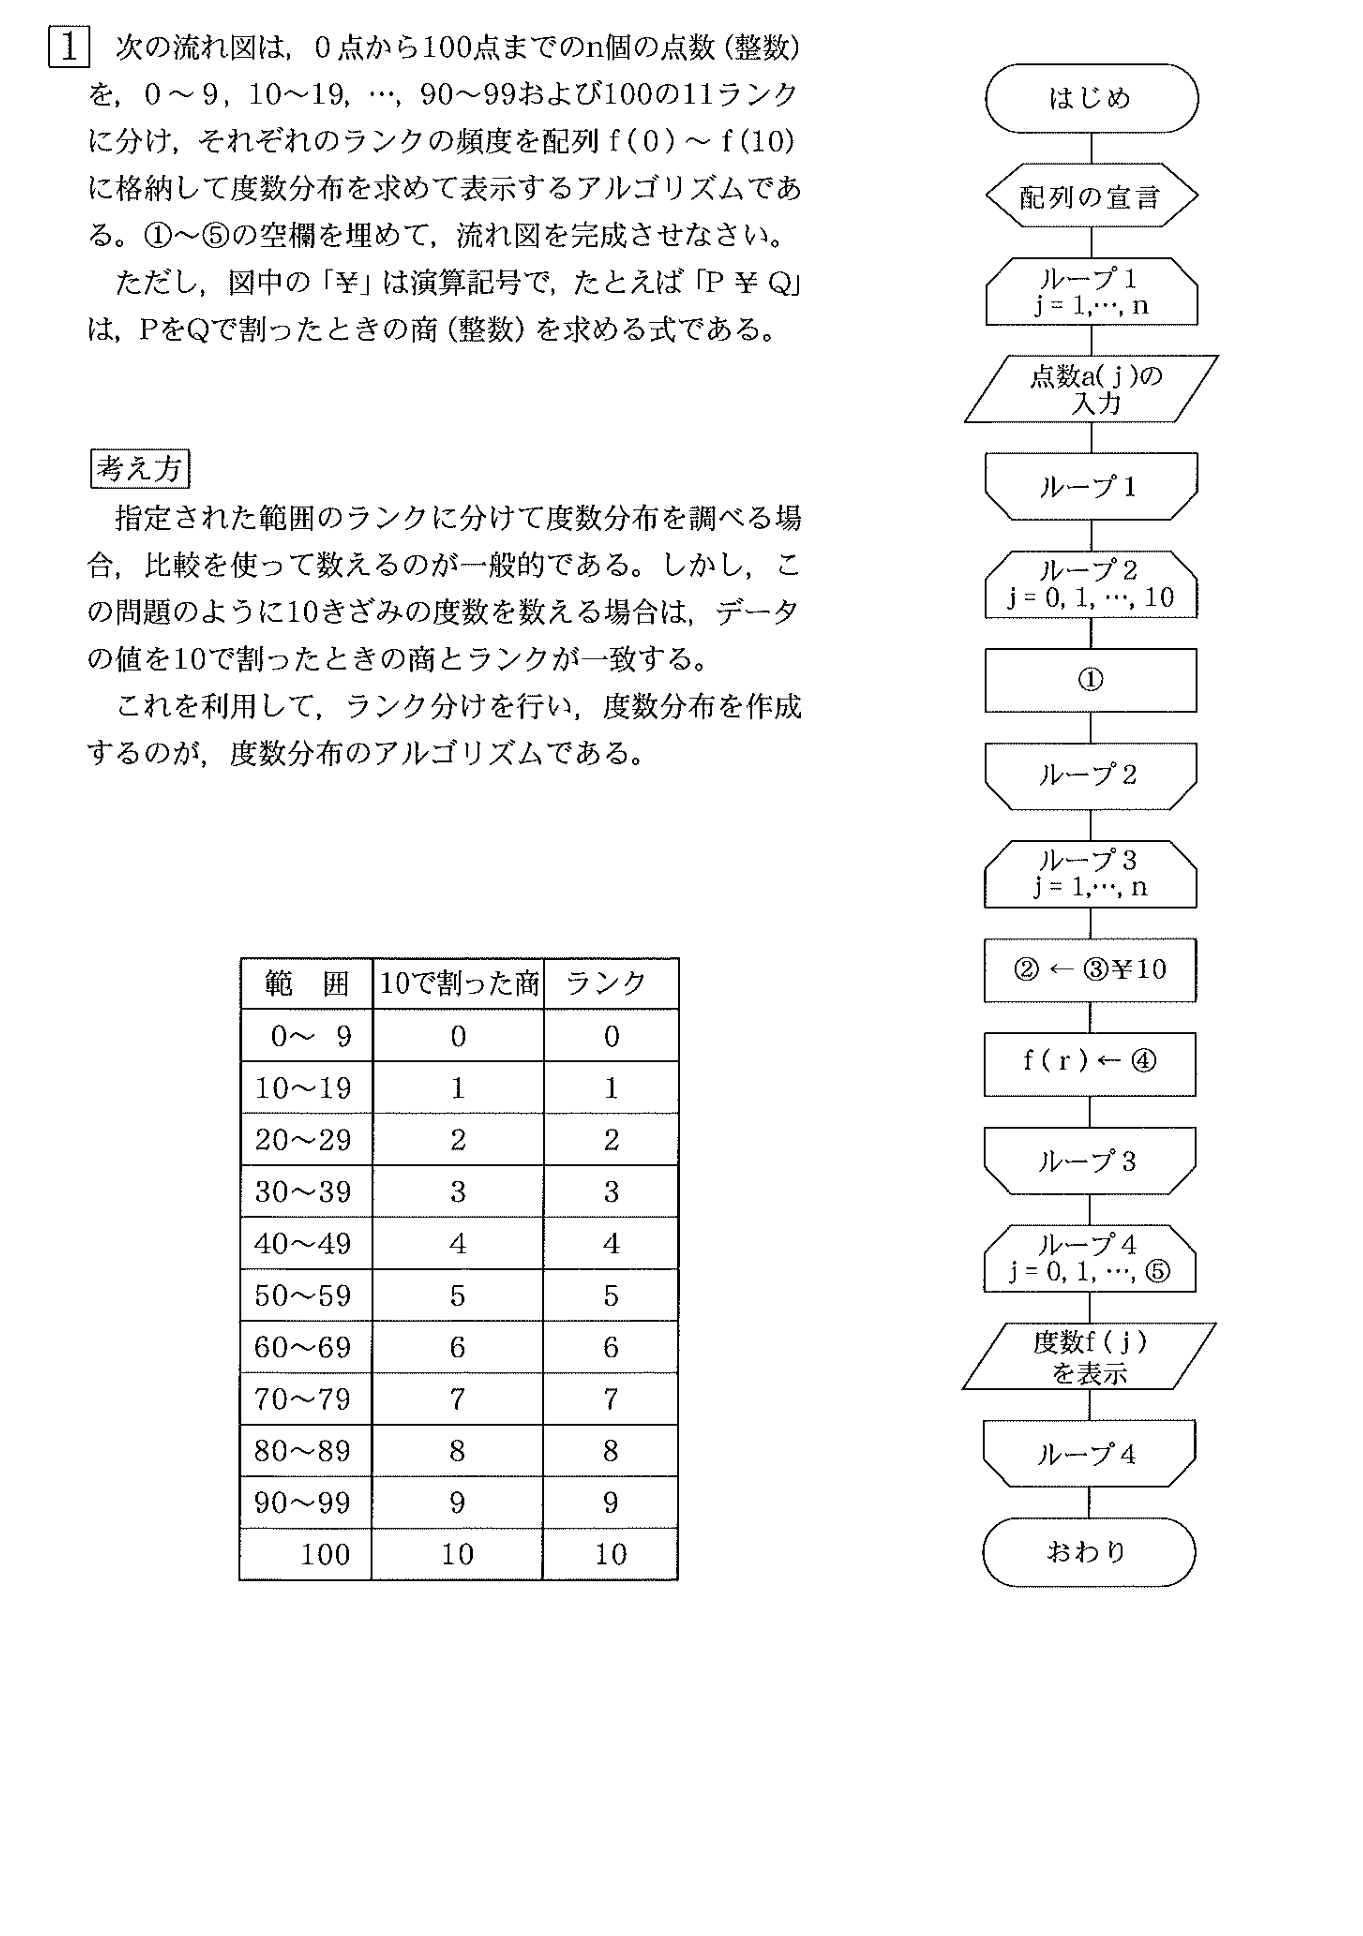 1 次の流れ図は，0点から100点までのn個の点数（整数）
を，0～9，10～19，…，90～99および100の11ランク
に分け，それぞれのランクの頻度を配列 f(0)～f(10)
に格納して度数分布を求めて表示するアルゴリズムであ
る。①～⑤の空欄を埋めて，流れ図を完成させなさい。
ただし，図中の「￥」は演算記号で，たとえば「P ￥ Q」
は，PをQで割ったときの商（整数）を求める式である。
考え方
指定された範囲のランクに分けて度数分布を調べる場
合，比較を使って数えるのが一般的である。しかし，こ
の問題のように10きざみの度数を数える場合は，データ
の値を10で割ったときの商とランクが一致する。
これを利用して，ランク分けを行い，度数分布を作成
するのが，度数分布のアルゴリズムである。
範　囲 10で割った商 ランク
0～ 9 0 0
10～19 1 1
20～29 2 2
30～39 3 3
40～49 4 4
50～59 5 5
60～69 6 6
70～79 7 7
80～89 8 8
90～99 9 9
100 10 10
はじめ
配列の宣言
ループ1
j = 1,…, n
点数a( j )の
入力
ループ1
ループ2
j = 0, 1, …, 10
①
ループ2
ループ3
j = 1,…, n
② ← ③￥10
f ( r ) ← ④
ループ3
ループ4
j = 0, 1, …, ⑤
度数f ( j )
を表示
ループ4
おわり